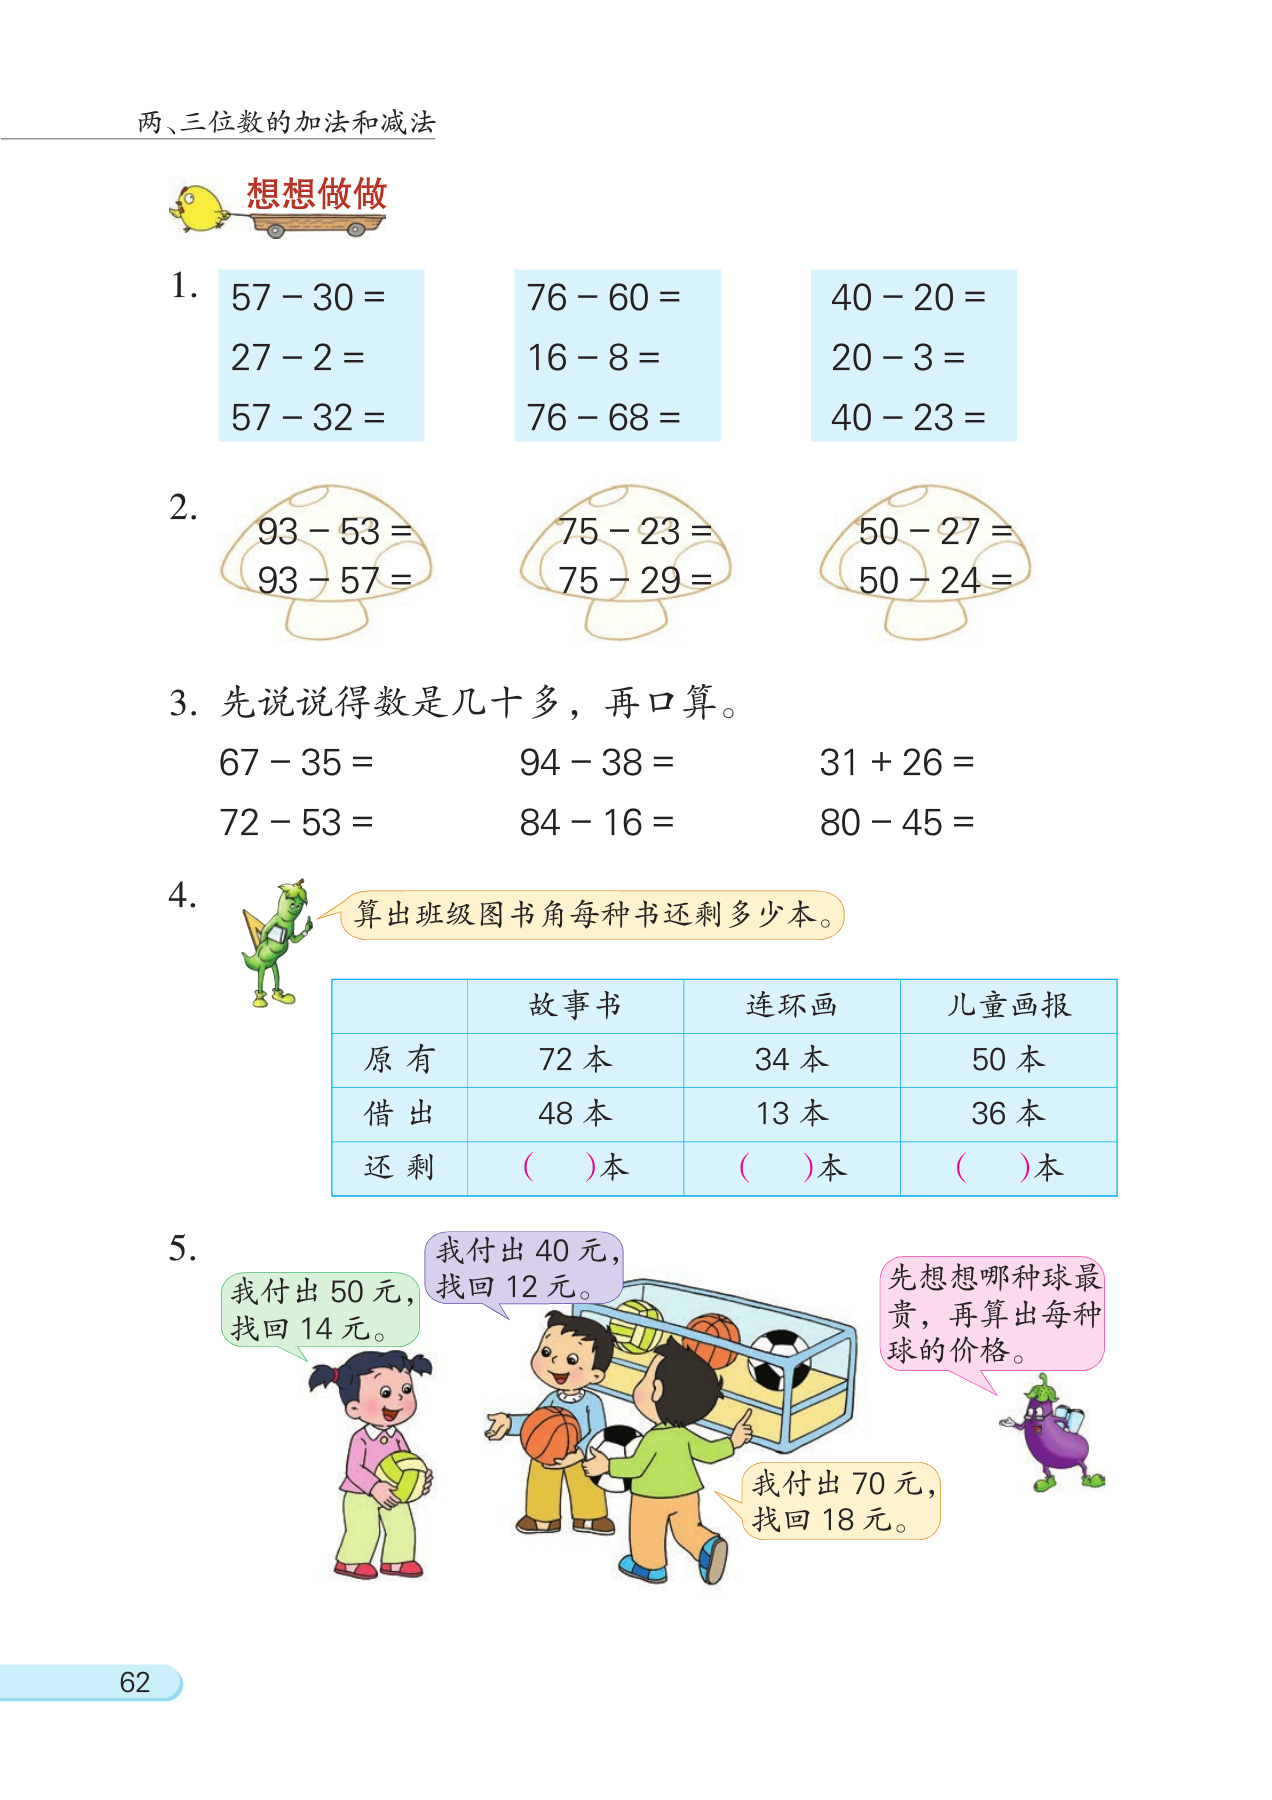 两、三位数的加法和减法
想想做做
1.
57 − 30 = 76 − 60 = 40 − 20 =
27 − 2 = 16 − 8 = 20 − 3 =
57 − 32 = 76 − 68 = 40 − 23 =
2.
93 − 53 = 75 − 23 = 50 − 27 =
93 − 57 = 75 − 29 = 50 − 24 =
3. 先说说得数是几十多，再口算。
67 − 35 = 94 − 38 = 31 + 26 =
72 − 53 = 84 − 16 = 80 − 45 =
4.
算出班级图书角每种书还剩多少本。
故事书 连环画 儿童画报
原有 72 本 34 本 50 本
借出 48 本 13 本 36 本
还剩 ( )本 ( )本 ( )本
5.
我付出 50 元，
找回 14 元。
我付出 40 元，
找回 12 元。
先想想哪种球最
贵，再算出每种
球的价格。
我付出 70 元，
找回 18 元。
62